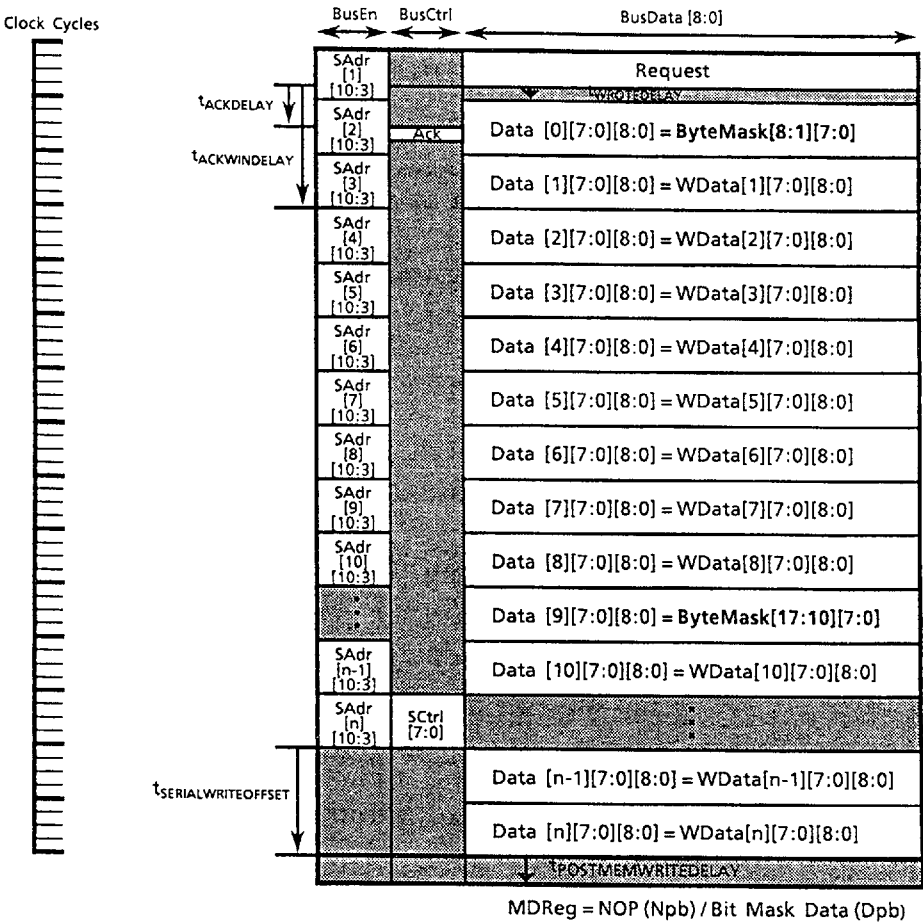 Clock Cycles
BusEn BusCtrl BusData [8:0]
SAdr
[1]
[10:3]
Request
tWROTEDELAY
tACKDELAY
SAdr
[2]
[10:3]
Ack
Data [0][7:0][8:0] = ByteMask[8:1][7:0]
tACKWINDELAY
SAdr
[3]
[10:3]
Data [1][7:0][8:0] = WData[1][7:0][8:0]
SAdr
[4]
[10:3]
Data [2][7:0][8:0] = WData[2][7:0][8:0]
SAdr
[5]
[10:3]
Data [3][7:0][8:0] = WData[3][7:0][8:0]
SAdr
[6]
[10:3]
Data [4][7:0][8:0] = WData[4][7:0][8:0]
SAdr
[7]
[10:3]
Data [5][7:0][8:0] = WData[5][7:0][8:0]
SAdr
[8]
[10:3]
Data [6][7:0][8:0] = WData[6][7:0][8:0]
SAdr
[9]
[10:3]
Data [7][7:0][8:0] = WData[7][7:0][8:0]
SAdr
[10]
[10:3]
Data [8][7:0][8:0] = WData[8][7:0][8:0]
Data [9][7:0][8:0] = ByteMask[17:10][7:0]
SAdr
[n-1]
[10:3]
Data [10][7:0][8:0] = WData[10][7:0][8:0]
SAdr
[n]
[10:3]
SCtrl
[7:0]
tSERIALWRITEOFFSET
Data [n-1][7:0][8:0] = WData[n-1][7:0][8:0]
Data [n][7:0][8:0] = WData[n][7:0][8:0]
tPOSTMEMWRITEDELAY
MDReg = NOP (Npb) / Bit Mask Data (Dpb)